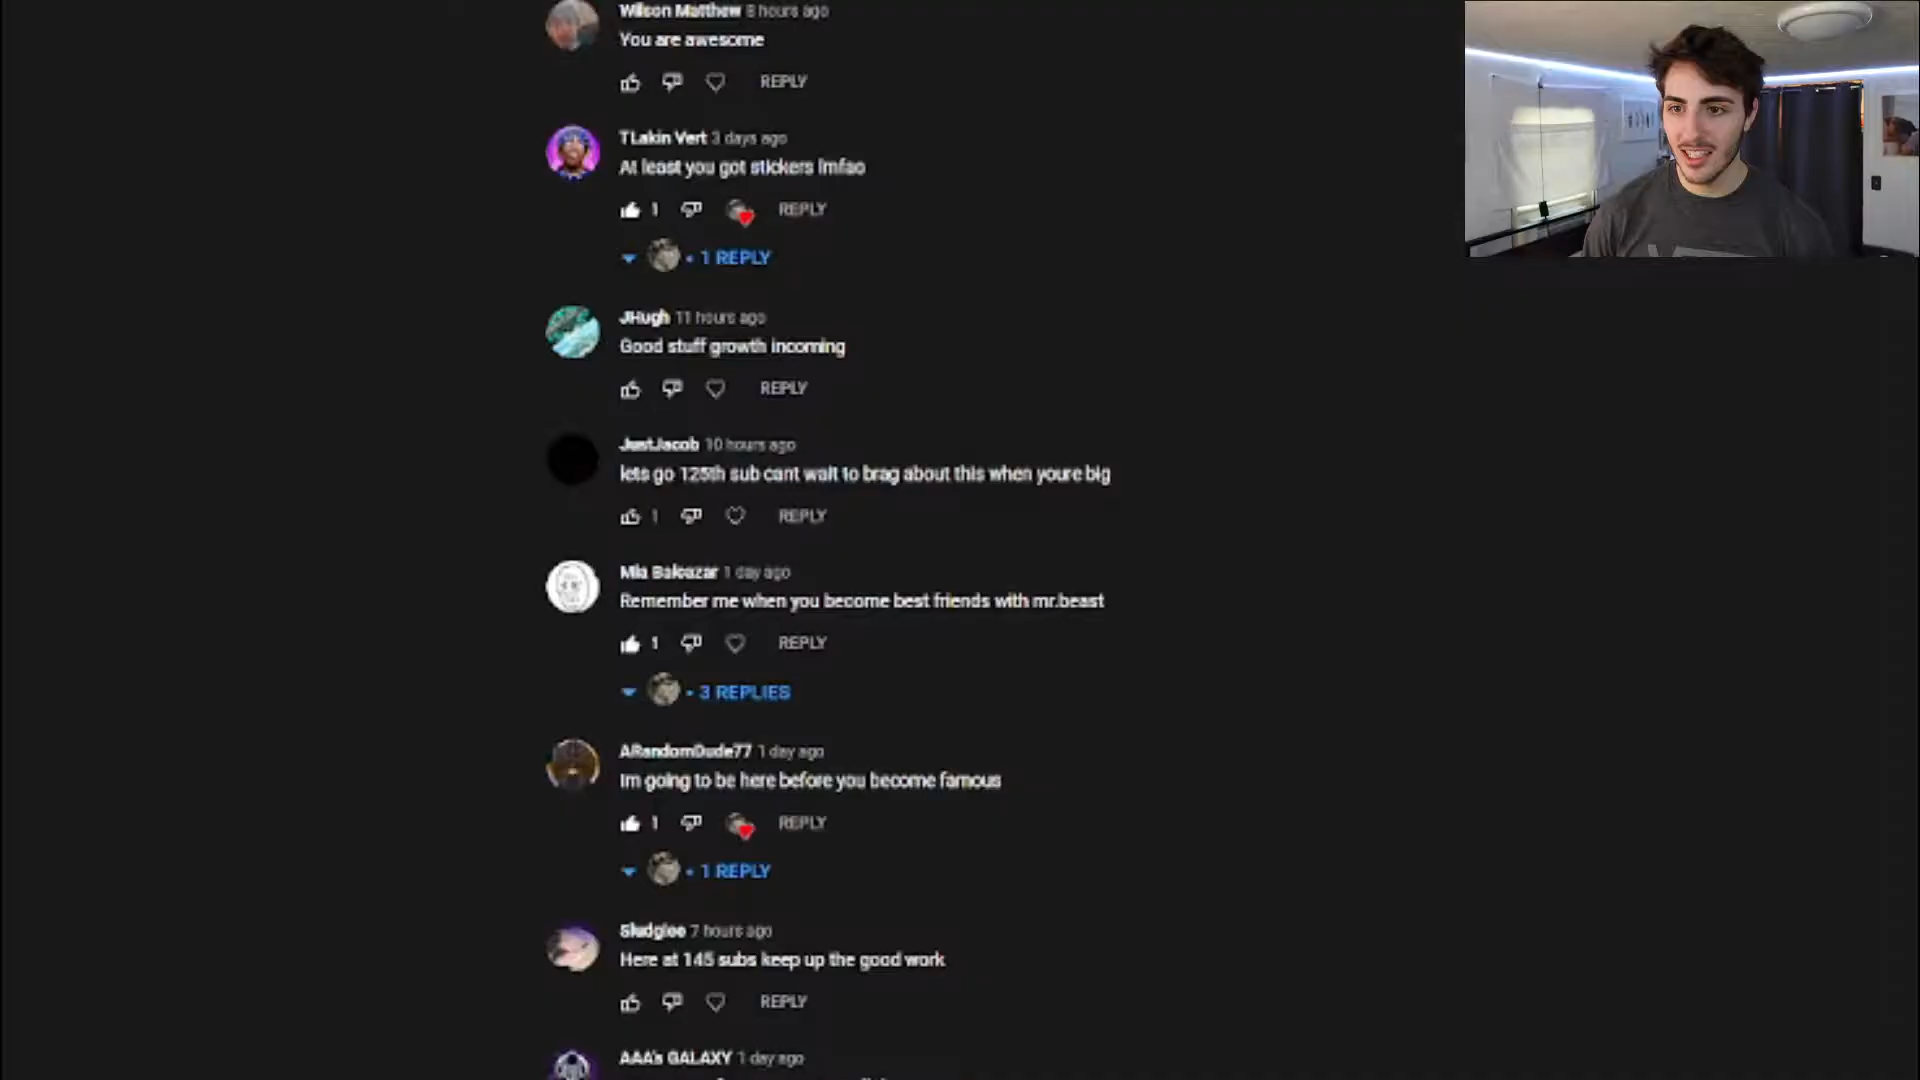 Wilson Matthew 8 hours ago
You are awesome
REPLY
TLakin Vert 3 days ago
At least you got stickers lmfao
1 REPLY
1 REPLY
JHugh 11 hours ago
Good stuff growth incoming
REPLY
JustJacob 10 hours ago
lets go 125th sub cant wait to brag about this when youre big
1 REPLY
Mia Balcazar 1 day ago
Remember me when you become best friends with mr.beast
1 REPLY
3 REPLIES
ARandomDude77 1 day ago
Im going to be here before you become famous
1 REPLY
1 REPLY
Sludglee 7 hours ago
Here at 145 subs keep up the good work
REPLY
AAA's GALAXY 1 day ago